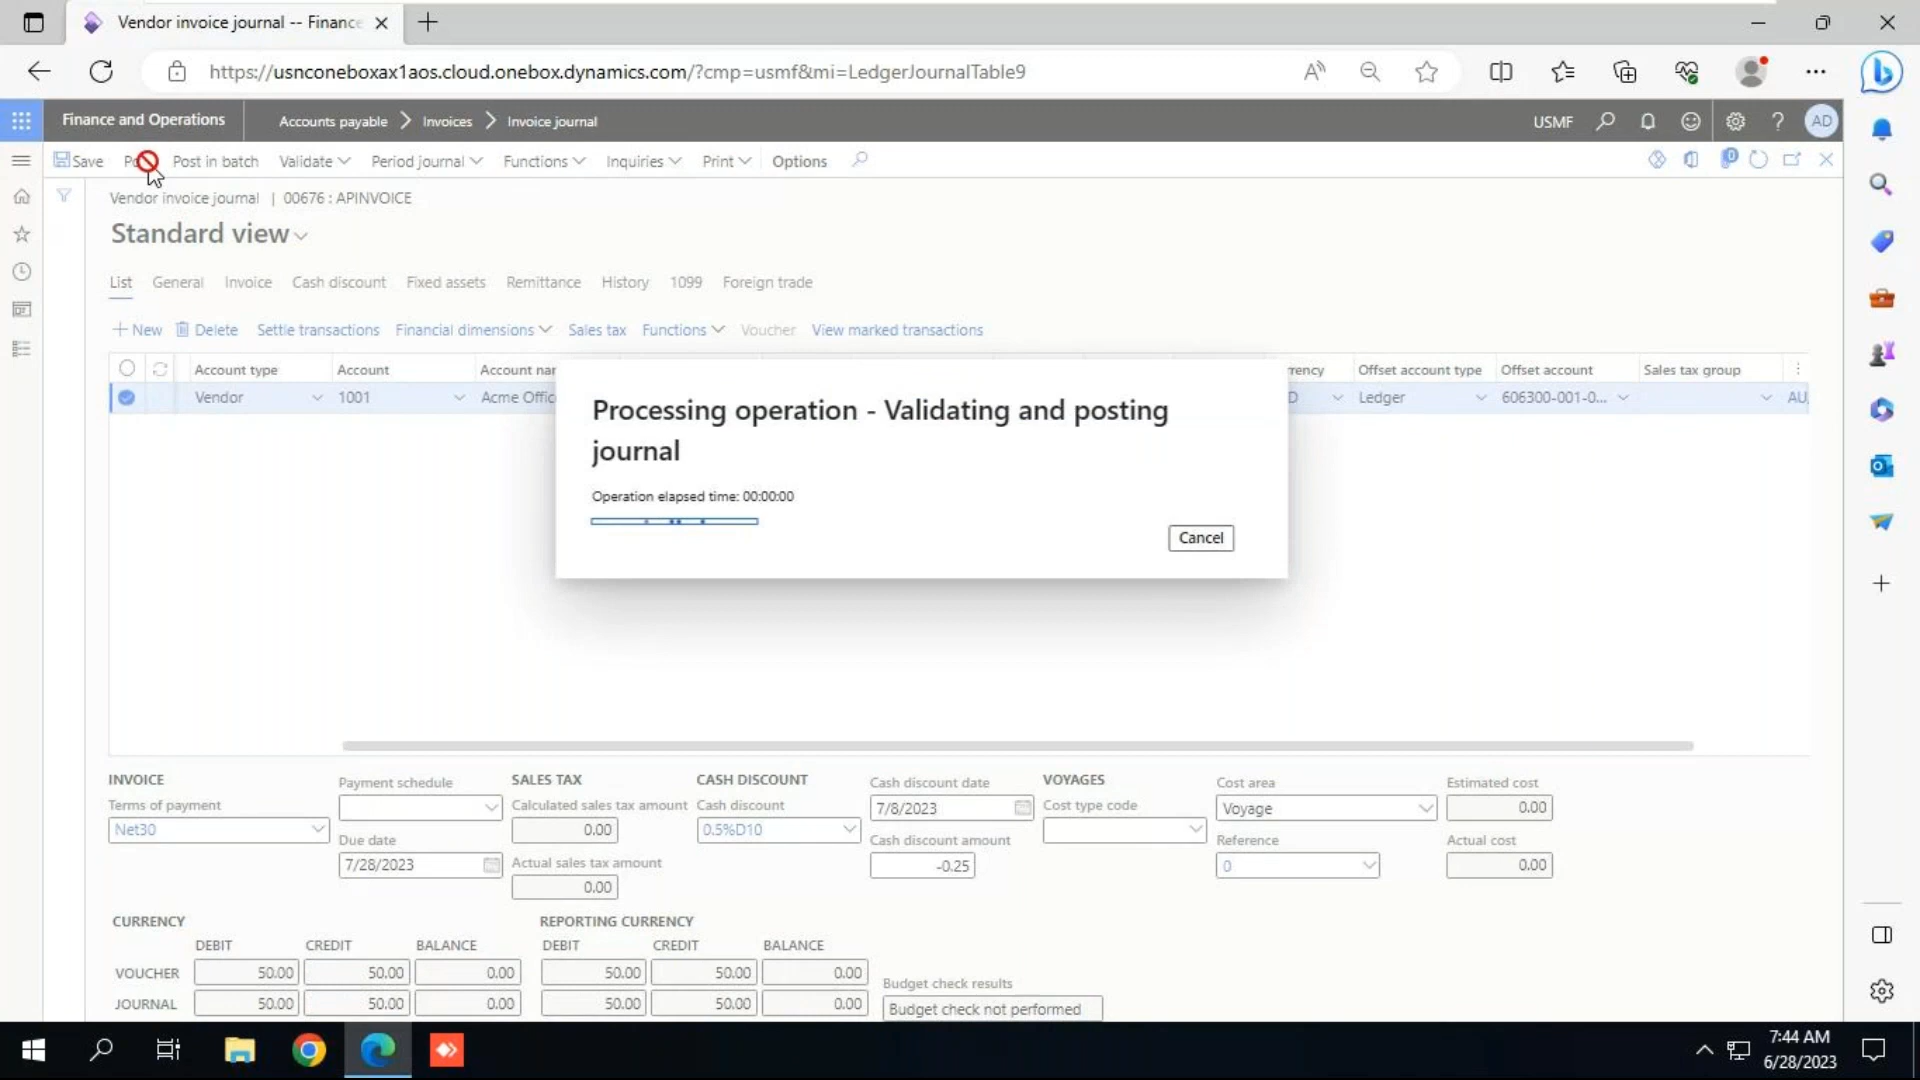 Vendor invoice journal -- Finance
https://usnconeboxax1aos.cloud.onebox.dynamics.com/?cmp=usmf&mi=LedgerJournalTable9
Finance and Operations Accounts payable Invoices Invoice journal USMF ? AD
Save Post in batch Validate Period journal Functions Inquiries Print Options 0
Vendor invoice journal | 00676 : APINVOICE
Standard view
List General Invoice Cash discount Fixed assets Remittance History 1099 Foreign trade
New Delete Settle transactions Financial dimensions Sales tax Functions Voucher View marked transactions
Account type Account Account nar rency Offset account type Offset account Sales tax group
Vendor 1001 Acme Offic D Ledger 606300-001-0... AU
Processing operation - Validating and posting
journal
Operation elapsed time: 00:00:00
Cancel
INVOICE
Terms of payment
Net30
Payment schedule
Due date
7/28/2023
SALES TAX
Calculated sales tax amount
0.00
Actual sales tax amount
0.00
CASH DISCOUNT
Cash discount
0.5%D10
Cash discount date
7/8/2023
Cash discount amount
-0.25
VOYAGES
Cost type code
Cost area
Voyage
Reference
0
Estimated cost
0.00
Actual cost
0.00
CURRENCY REPORTING CURRENCY
DEBIT CREDIT BALANCE DEBIT CREDIT BALANCE
VOUCHER 50.00 50.00 0.00 50.00 50.00 0.00
JOURNAL 50.00 50.00 0.00 50.00 50.00 0.00
Budget check results
Budget check not performed
7:44 AM
6/28/2023